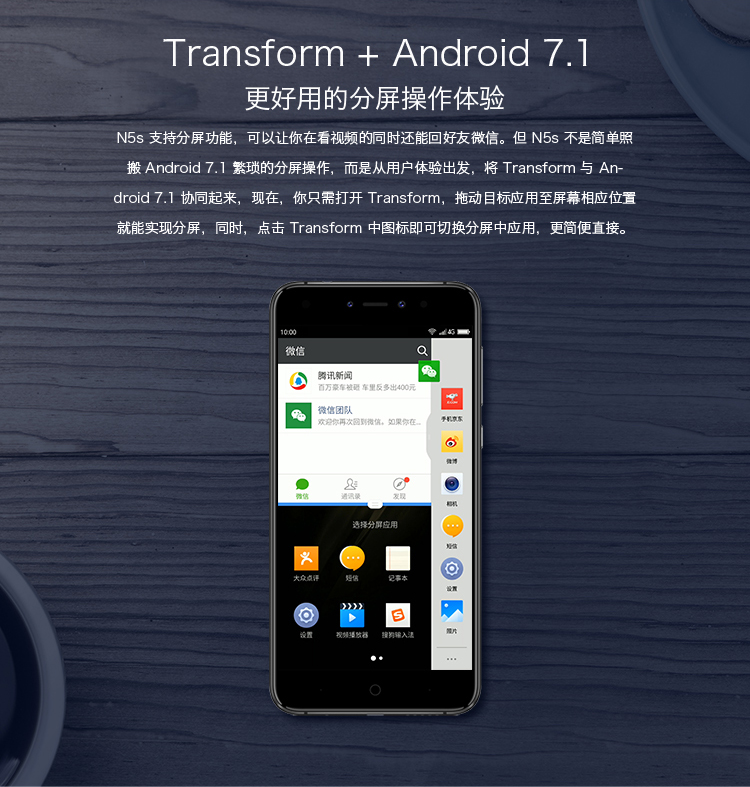 Transform + Android 7.1
更好用的分屏操作体验
N5s 支持分屏功能，可以让你在看视频的同时还能回好友微信。但 N5s 不是简单照
搬 Android 7.1 繁琐的分屏操作，而是从用户体验出发，将 Transform 与 An-
droid 7.1 协同起来，现在，你只需打开 Transform，拖动目标应用至屏幕相应位置
就能实现分屏，同时，点击 Transform 中图标即可切换分屏中应用，更简便直接。
10:00 4G
微信
腾讯新闻
百万豪车被砸 车里反多出400元
微信团队
欢迎你再次回到微信。如果你在...
微信 通讯录 发现
手机京东
微博
相机
短信
设置
图片
选择分屏应用
大众点评 短信 记事本
设置 视频播放器 搜狗输入法